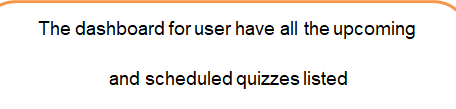 The dashboard for user have all the upcoming
and scheduled quizzes listed